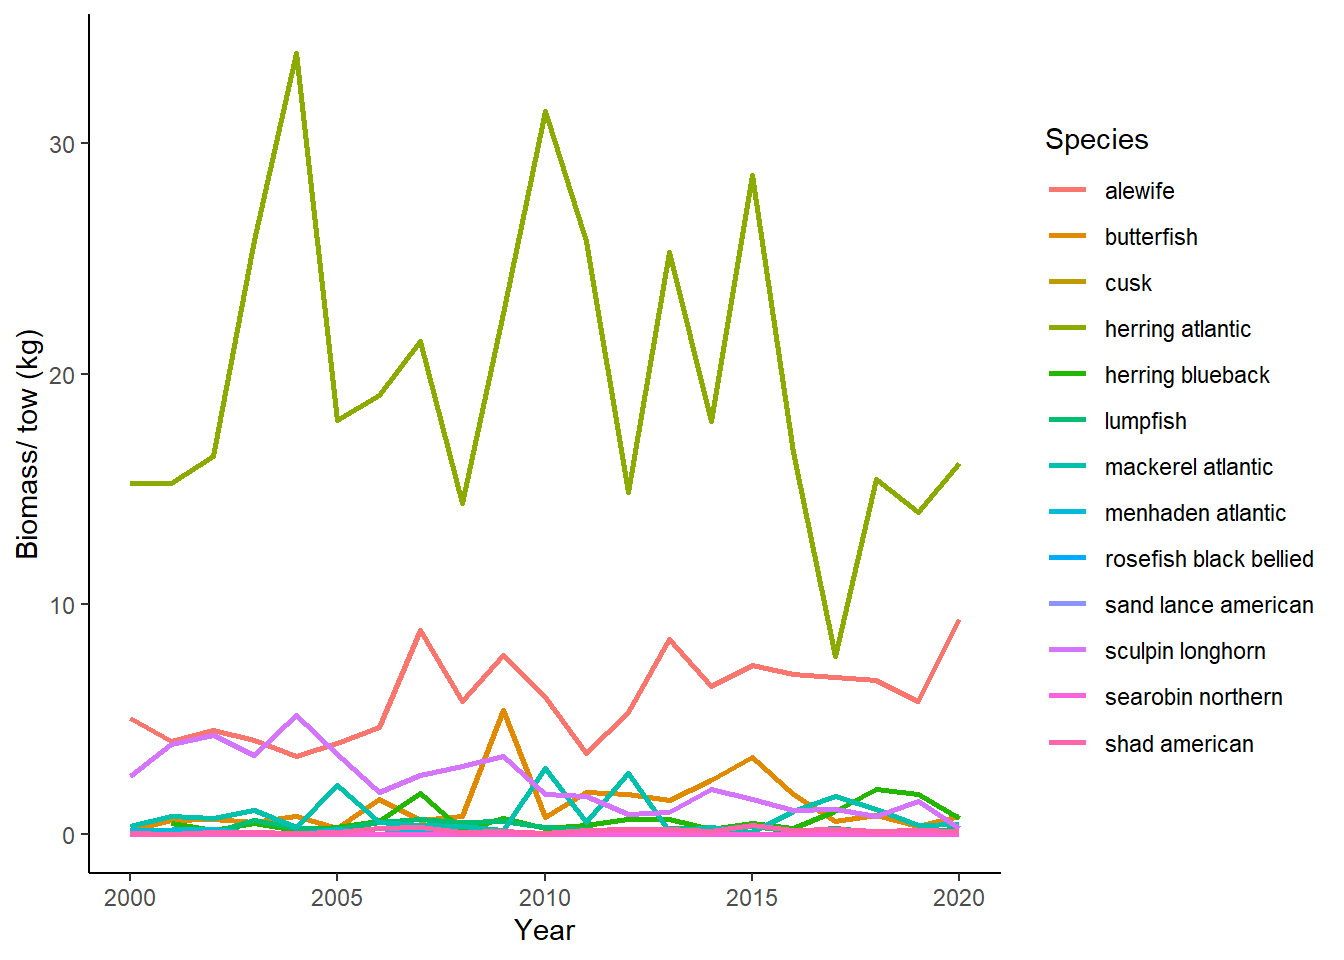 30
20
10
0
Biomass/ tow (kg)
2000
2005
2010
2015
2020
Year
Species
alewife
butterfish
cusk
herring atlantic
herring blueback
lumpfish
mackerel atlantic
menhaden atlantic
rosefish black bellied
sand lance american
sculpin longhorn
searobin northern
shad american